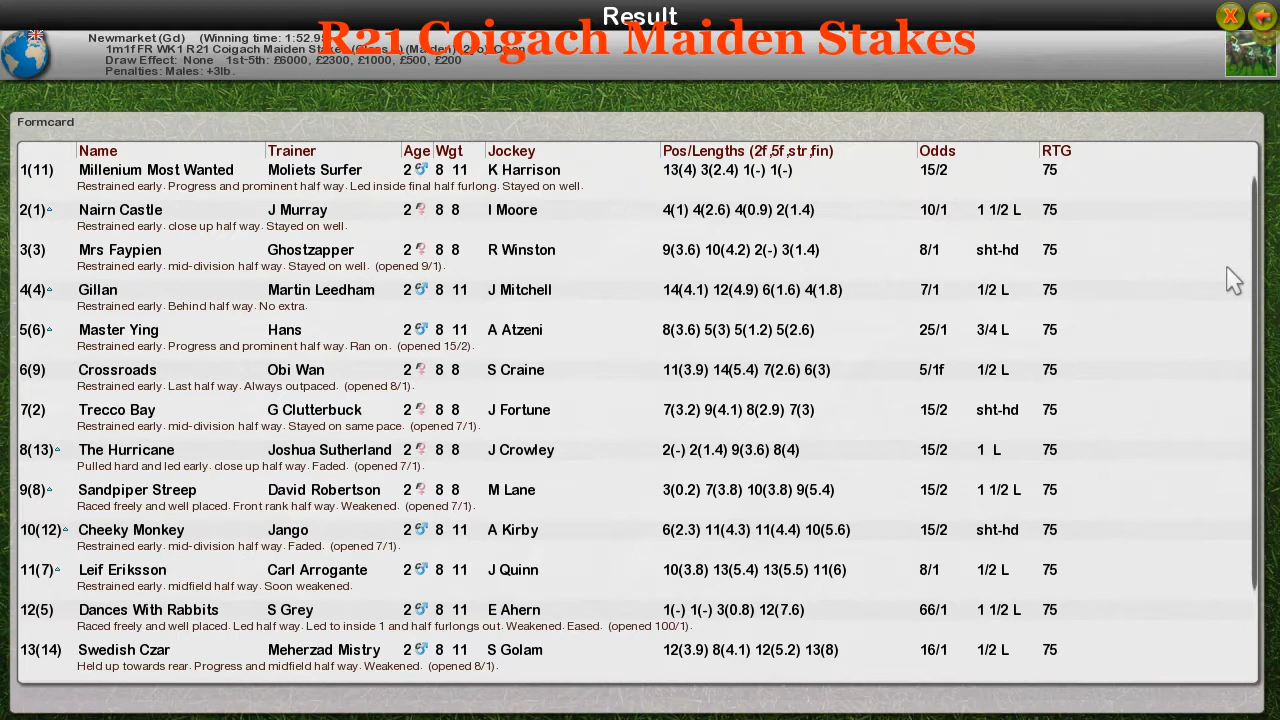 Result
R21 Coigach Maiden Stakes
Newmarket (Gd) (Winning time: 1:52.9
1m1f FR WK1 R21 Coigach Maiden Stakes
Draw Effect: None 1st-5th: £6000, £2300, £1000, £500, £200
Penalties: Males: +3lb.
Formcard
Name Trainer Age Wgt Jockey Pos/Lengths (2f,5f,str,fin) Odds RTG
1(11) Millenium Most Wanted Moliets Surfer 2 8 11 K Harrison 13(4) 3(2.4) 1(-) 1(-) 15/2 75
Restrained early. Progress and prominent half way. Led inside final half furlong. Stayed on well.
2(1) Nairn Castle J Murray 2 8 8 I Moore 4(1) 4(2.6) 4(0.9) 2(1.4) 10/1 1 1/2 L 75
Restrained early. close up half way. Stayed on well.
3(3) Mrs Faypien Ghostzapper 2 8 8 R Winston 9(3.6) 10(4.2) 2(-) 3(1.4) 8/1 sht-hd 75
Restrained early. mid-division half way. Stayed on well. (opened 9/1).
4(4) Gillan Martin Leedham 2 8 11 J Mitchell 14(4.1) 12(4.9) 6(1.6) 4(1.8) 7/1 1/2 L 75
Restrained early. Behind half way. No extra.
5(6) Master Ying Hans 2 8 11 A Atzeni 8(3.6) 5(3) 5(1.2) 5(2.6) 25/1 3/4 L 75
Restrained early. Progress and prominent half way. Ran on. (opened 15/2).
6(9) Crossroads Obi Wan 2 8 8 S Craine 11(3.9) 14(5.4) 7(2.6) 6(3) 5/1f 1/2 L 75
Restrained early. Last half way. Always outpaced. (opened 8/1).
7(2) Trecco Bay G Clutterbuck 2 8 8 J Fortune 7(3.2) 9(4.1) 8(2.9) 7(3) 15/2 sht-hd 75
Restrained early. mid-division half way. Stayed on same pace. (opened 7/1).
8(13) The Hurricane Joshua Sutherland 2 8 8 J Crowley 2(-) 2(1.4) 9(3.6) 8(4) 15/2 1 L 75
Pulled hard and led early. close up half way. Faded. (opened 7/1).
9(8) Sandpiper Streep David Robertson 2 8 8 M Lane 3(0.2) 7(3.8) 10(3.8) 9(5.4) 15/2 1 1/2 L 75
Raced freely and well placed. Front rank half way. Weakened. (opened 7/1).
10(12) Cheeky Monkey Jango 2 8 11 A Kirby 6(2.3) 11(4.3) 11(4.4) 10(5.6) 15/2 sht-hd 75
Restrained early. mid-division half way. Faded. (opened 7/1).
11(7) Leif Eriksson Carl Arrogante 2 8 11 J Quinn 10(3.8) 13(5.4) 13(5.5) 11(6) 8/1 1/2 L 75
Restrained early. midfield half way. Soon weakened.
12(5) Dances With Rabbits S Grey 2 8 11 E Ahern 1(-) 1(-) 3(0.8) 12(7.6) 66/1 1 1/2 L 75
Raced freely and well placed. Led half way. Led to inside 1 and half furlongs out. Weakened. Eased. (opened 100/1).
13(14) Swedish Czar Meherzad Mistry 2 8 11 S Golam 12(3.9) 8(4.1) 12(5.2) 13(8) 16/1 1/2 L 75
Held up towards rear. Progress and midfield half way. Weakened. (opened 8/1).